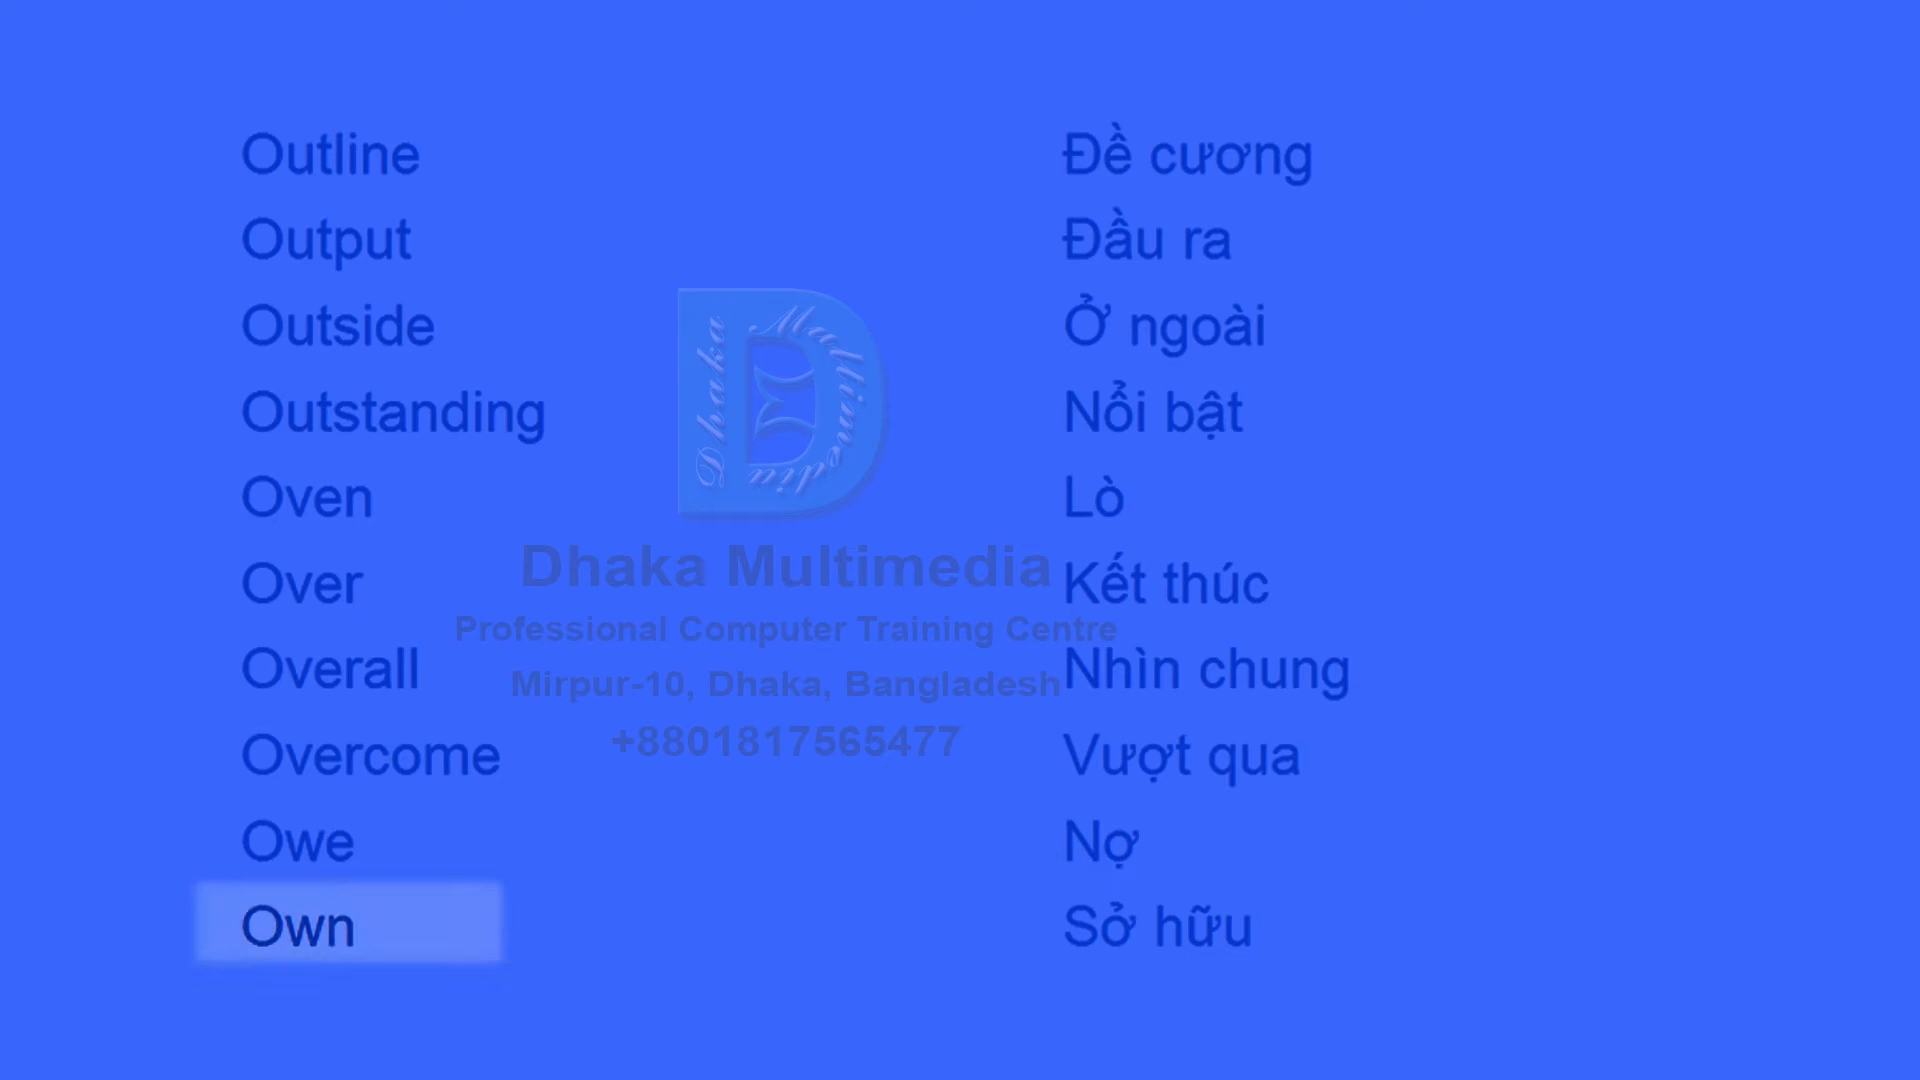 Outline Đề cương
Output Đầu ra
Outside Ở ngoài
Outstanding Nổi bật
Oven Lò
Over Kết thúc
Overall Nhìn chung
Overcome Vượt qua
Owe Nợ
Own Sở hữu
Dhaka Multimedia
Dhaka Multimedia
Professional Computer Training Centre
Mirpur-10, Dhaka, Bangladesh
+8801817565477